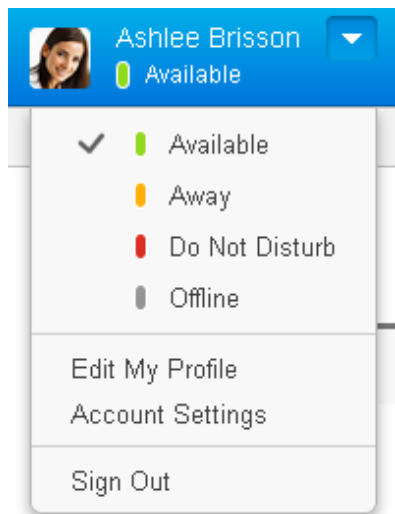 Ashlee Brisson
Available
Available
Away
Do Not Disturb
Offline
Edit My Profile
Account Settings
Sign Out